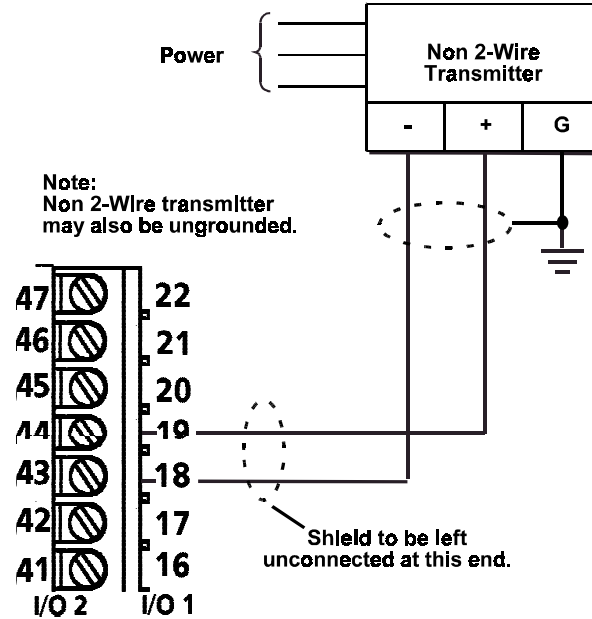 Power
Non 2-Wire
Transmitter
- + G
Note:
Non 2-Wire transmitter
may also be ungrounded.
47 22
46 21
45 20
44 19
43 18
42 17
41 16
I/O 2 I/O 1
Shield to be left
unconnected at this end.